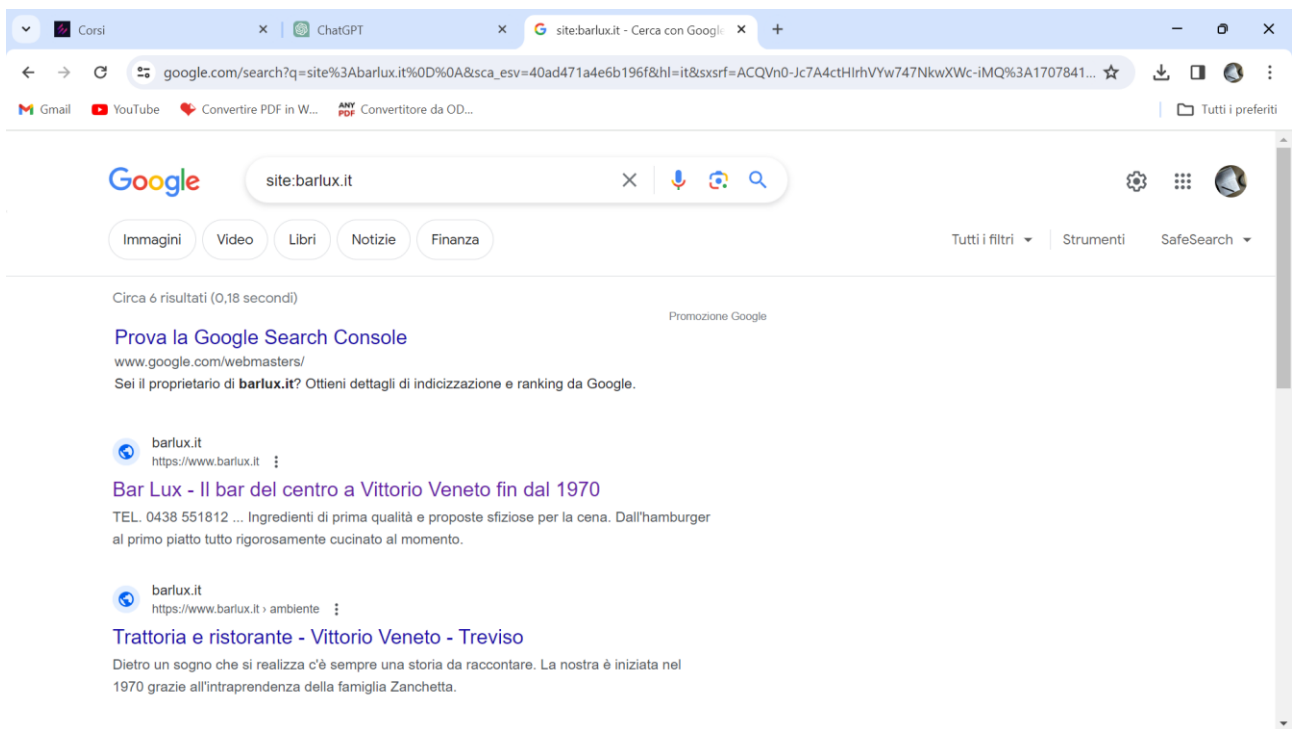 Corsi
ChatGPT
site:barlux.it - Cerca con Google
google.com/search?q=site%3Abarlux.it%0D%0A&sca_esv=40ad471a4e6b196f&hl=it&sxsrf=ACQVn0-Jc7A4ctHIrhVYw747NkwXWc-iMQ%3A1707841...
Gmail
YouTube
Convertire PDF in W...
ANY PDF
Convertitore da OD...
Tutti i preferiti
Google
site:barlux.it
Immagini
Video
Libri
Notizie
Finanza
Tutti i filtri
Strumenti
SafeSearch
Circa 6 risultati (0,18 secondi)
Promozione Google
Prova la Google Search Console
www.google.com/webmasters/
Sei il proprietario di barlux.it? Ottieni dettagli di indicizzazione e ranking da Google.
barlux.it
https://www.barlux.it
Bar Lux - Il bar del centro a Vittorio Veneto fin dal 1970
TEL. 0438 551812 ... Ingredienti di prima qualità e proposte sfiziose per la cena. Dall'hamburger
al primo piatto tutto rigorosamente cucinato al momento.
barlux.it
https://www.barlux.it › ambiente
Trattoria e ristorante - Vittorio Veneto - Treviso
Dietro un sogno che si realizza c'è sempre una storia da raccontare. La nostra è iniziata nel
1970 grazie all'intraprendenza della famiglia Zanchetta.